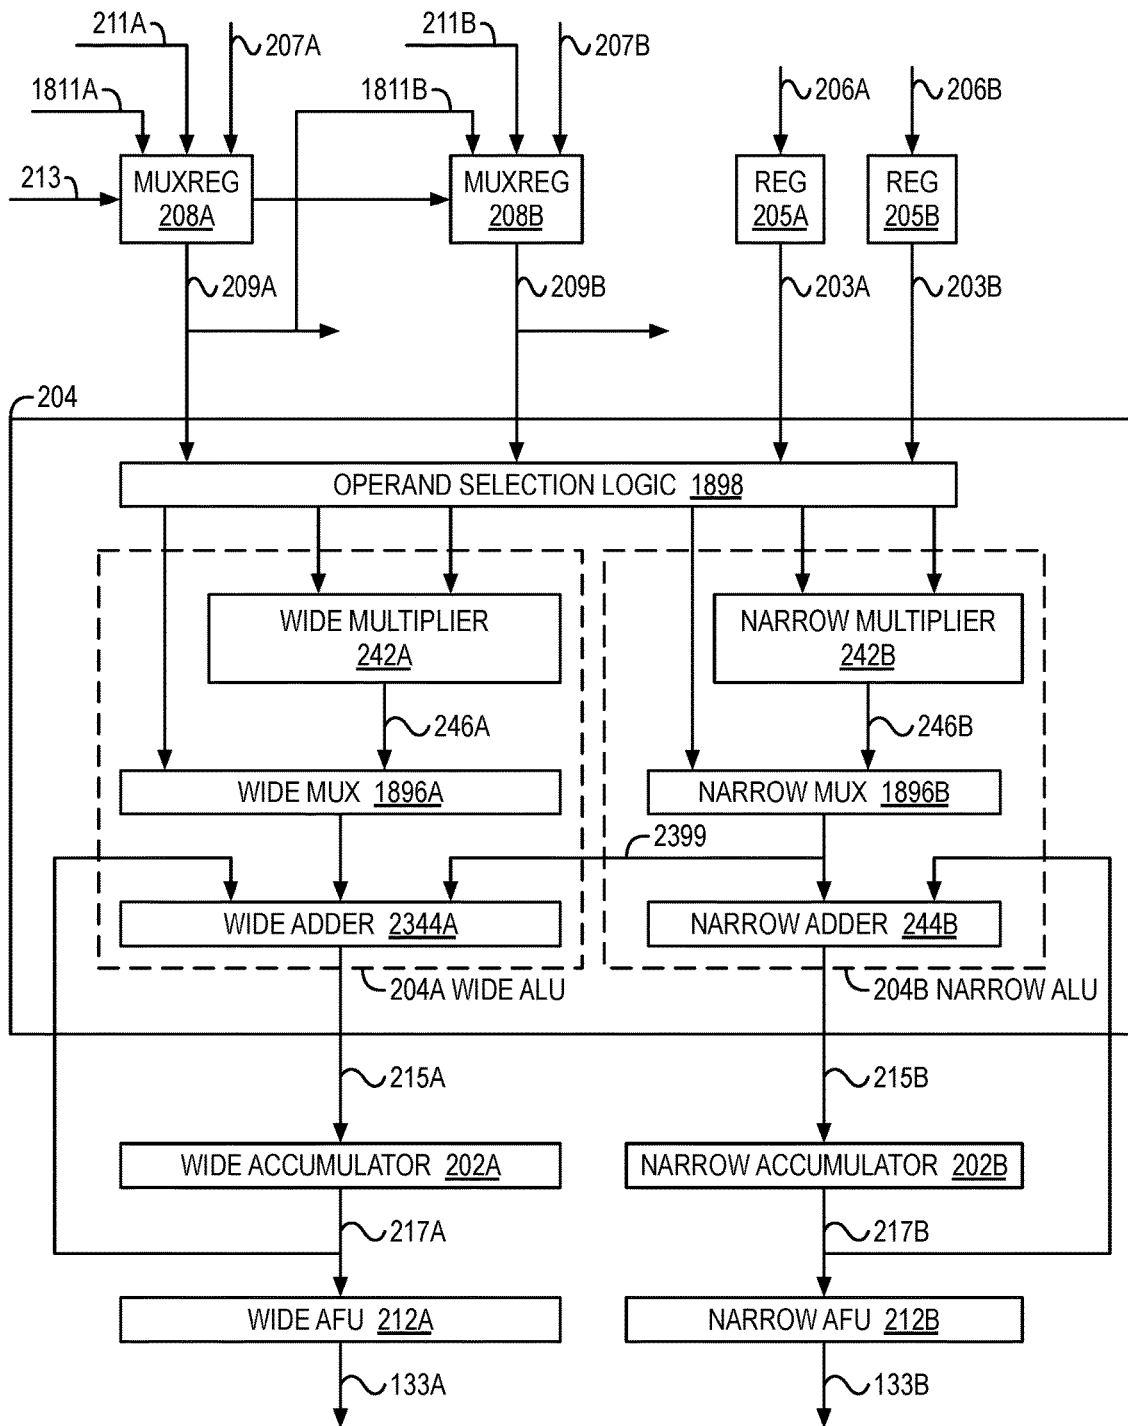 211A
207A
211B
207B
1811A
1811B
206A
206B
213
MUXREG
208A
MUXREG
208B
REG
205A
REG
205B
209A
209B
203A
203B
204
OPERAND SELECTION LOGIC 1898
WIDE MULTIPLIER
242A
NARROW MULTIPLIER
242B
246A
246B
WIDE MUX 1896A
NARROW MUX 1896B
2399
WIDE ADDER 2344A
NARROW ADDER 244B
204A WIDE ALU
204B NARROW ALU
215A
215B
WIDE ACCUMULATOR 202A
NARROW ACCUMULATOR 202B
217A
217B
WIDE AFU 212A
NARROW AFU 212B
133A
133B